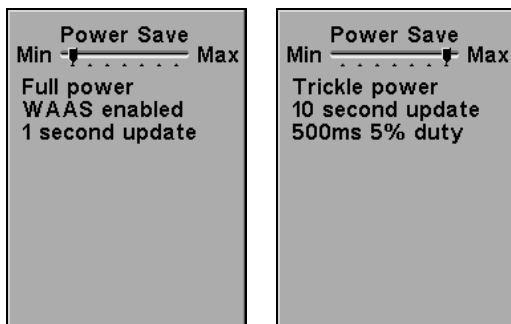 Power Save
Min Max
Full power
WAAS enabled
1 second update
Power Save
Min Max
Trickle power
10 second update
500ms 5% duty